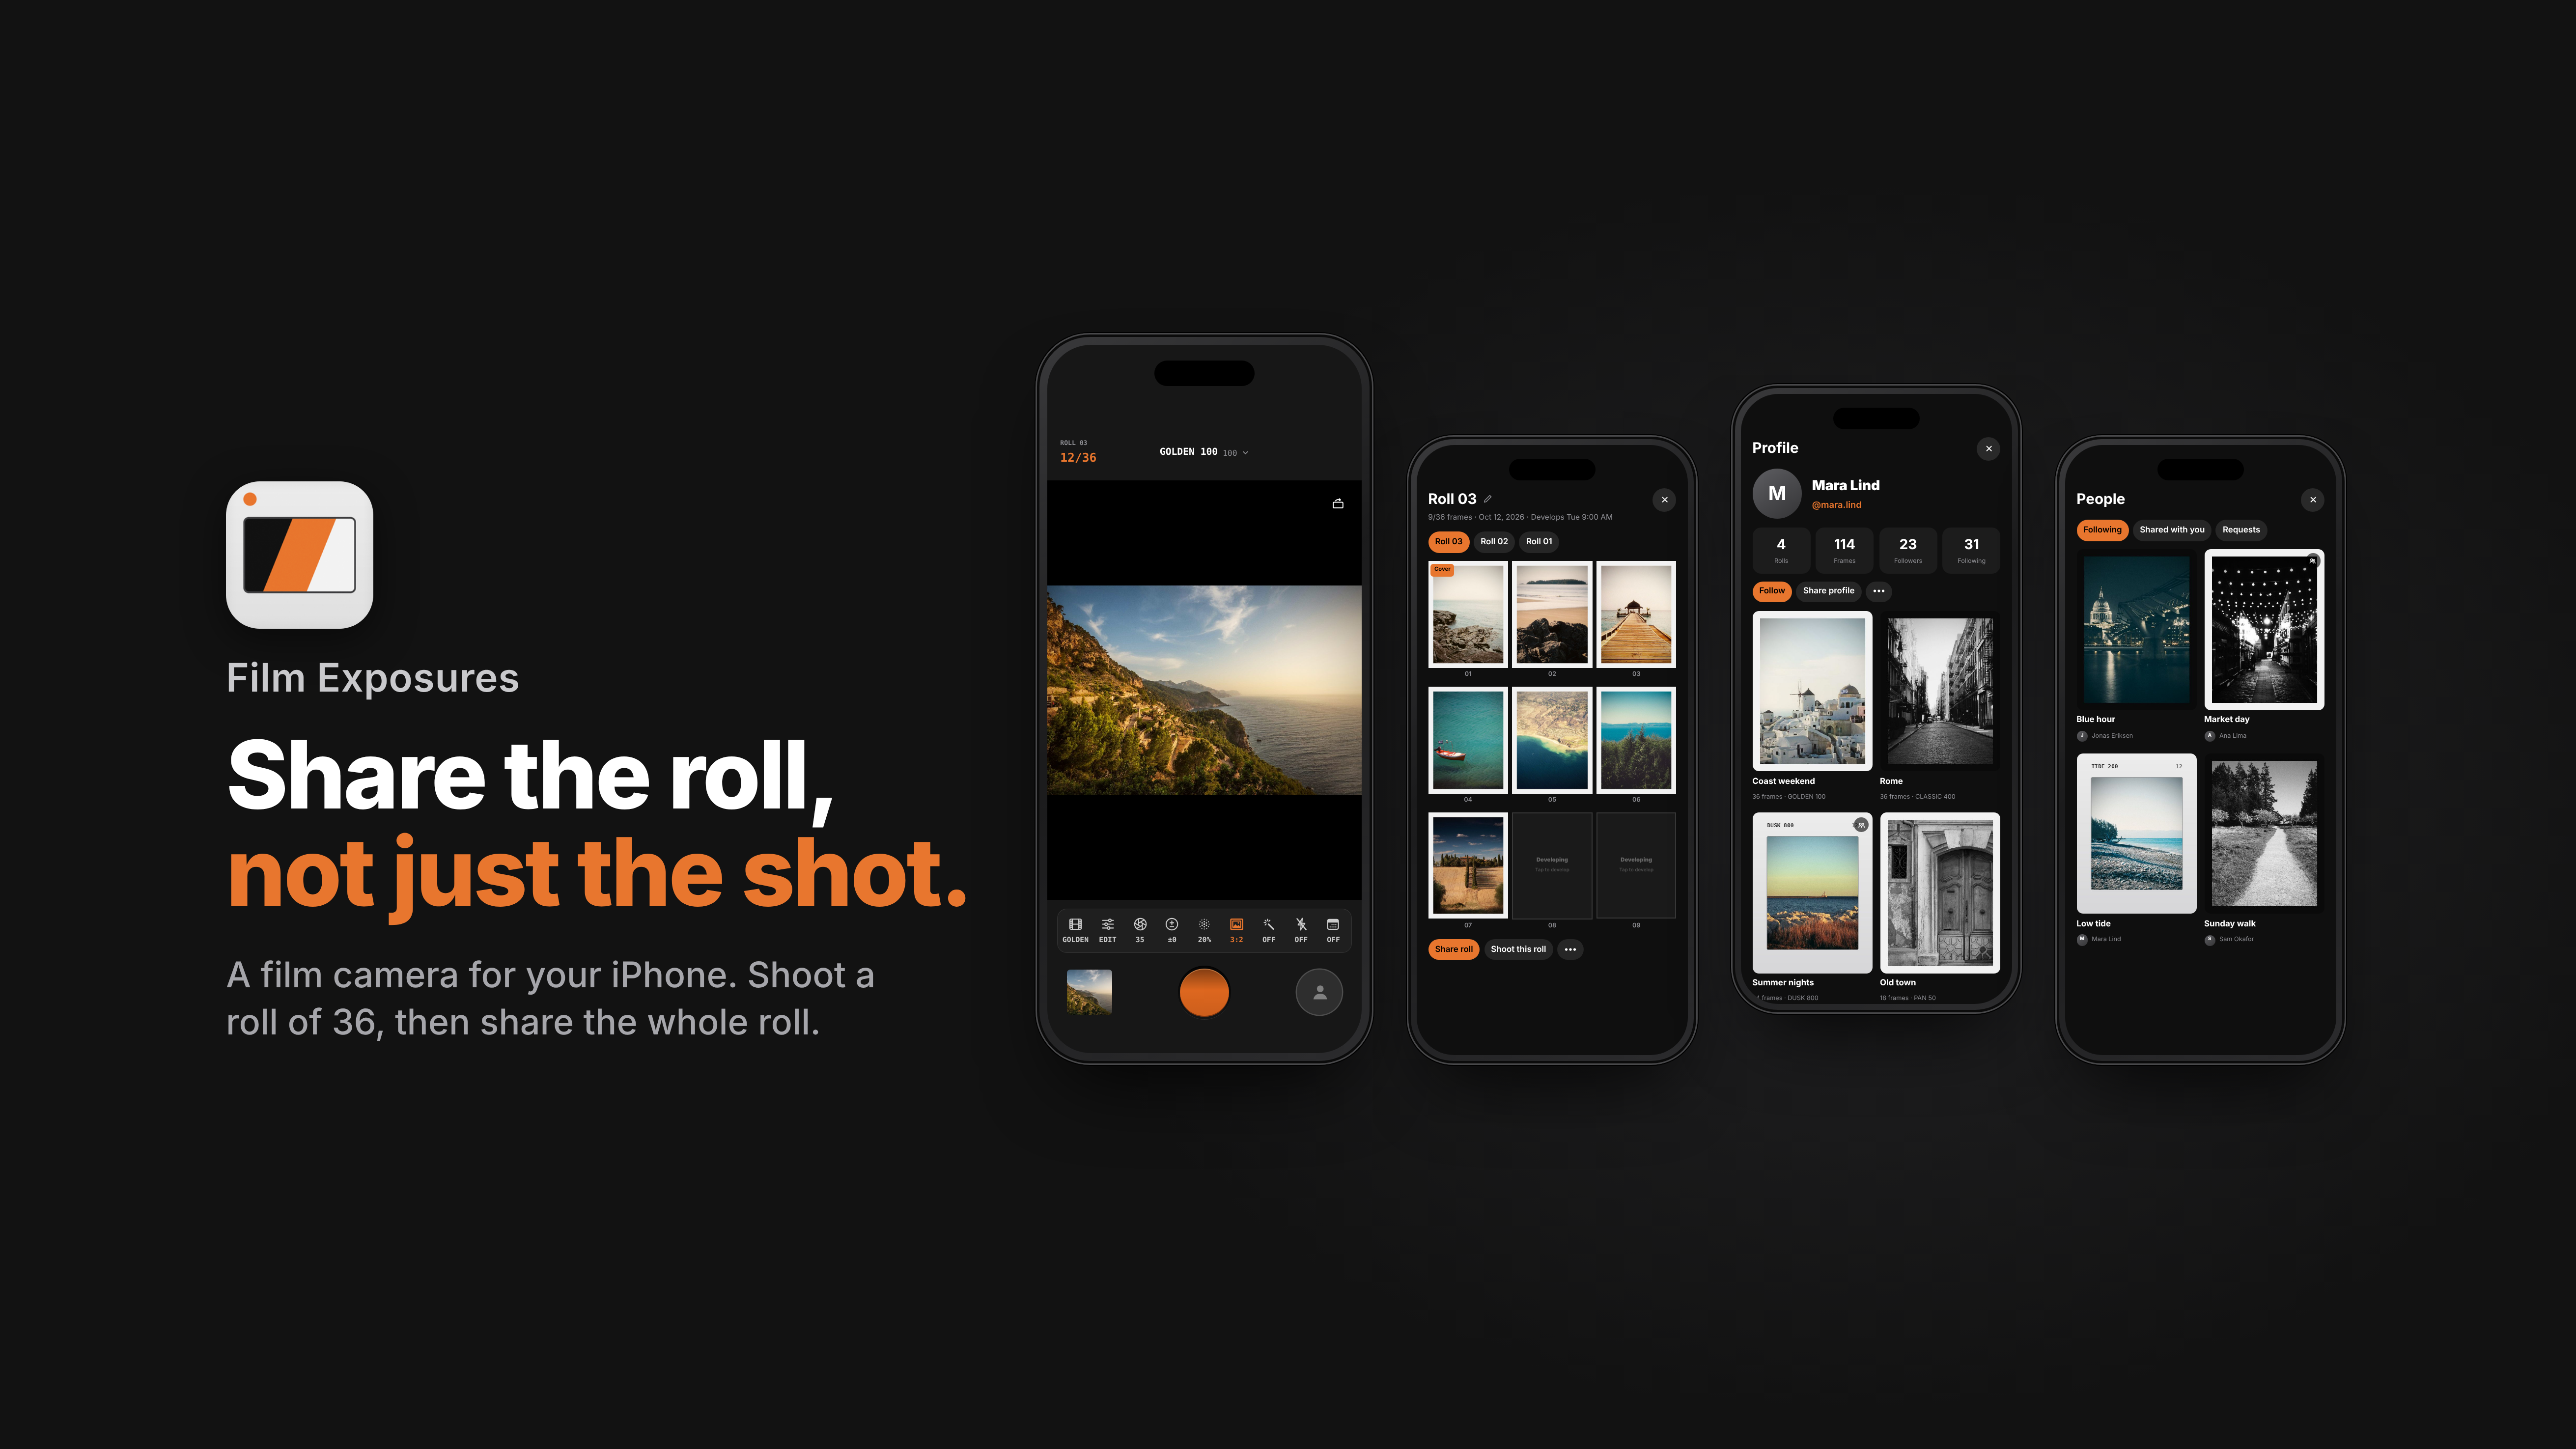 Film Exposures
Share the roll,
not just the shot.
A film camera for your iPhone. Shoot a
roll of 36, then share the whole roll.
ROLL 03
12/36
GOLDEN 100 100
GOLDEN EDIT 35 ±0 20% 3:2 OFF OFF OFF
Roll 03
9/36 frames · Oct 12, 2026 · Develops Tue 9:00 AM
Roll 03 Roll 02 Roll 01
Cover
01 02 03
04 05 06
Developing Developing
Tap to develop Tap to develop
07 08 09
Share roll Shoot this roll
Profile
M
Mara Lind
@mara.lind
4 114 23 31
Rolls Frames Followers Following
Follow Share profile
Coast weekend Rome
36 frames · GOLDEN 100 36 frames · CLASSIC 400
DUSK 800
Summer nights Old town
frames · DUSK 800 18 frames · PAN 50
People
Following Shared with you Requests
Blue hour Market day
J Jonas Eriksen A Ana Lima
TIDE 200 12
Low tide Sunday walk
M Mara Lind S Sam Okafor